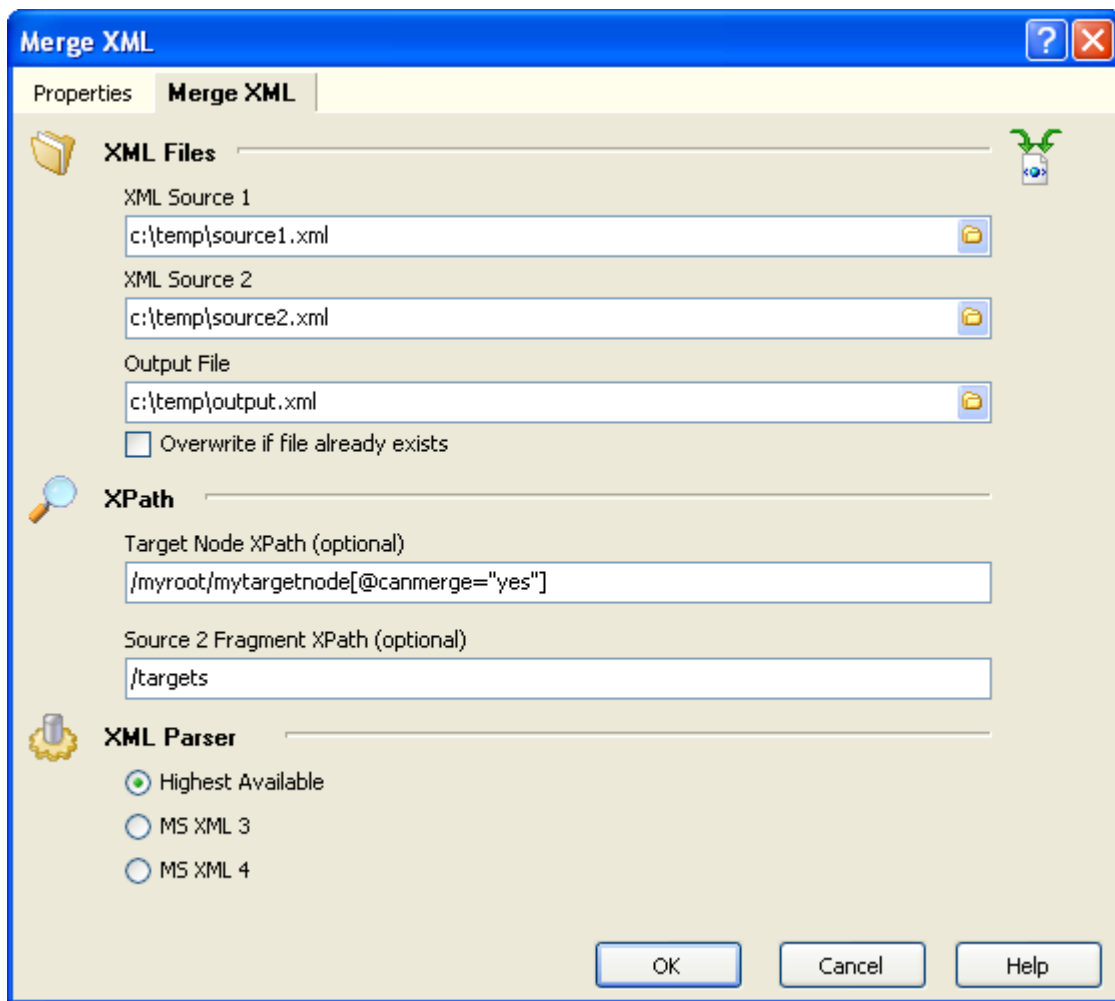 Merge XML
Properties Merge XML
XML Files
XML Source 1
c:\temp\source1.xml
XML Source 2
c:\temp\source2.xml
Output File
c:\temp\output.xml
Overwrite if file already exists
XPath
Target Node XPath (optional)
/myroot/mytargetnode[@canmerge="yes"]
Source 2 Fragment XPath (optional)
/targets
XML Parser
Highest Available
MS XML 3
MS XML 4
OK Cancel Help